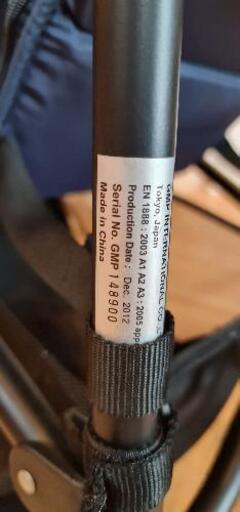 GMP INTERNATIONAL CO.,
Tokyo, Japan
EN 1888 : 2003 A1 A2 A3 : 2005 app
Production Date : Dec. 2012
Serial No. GMP 148900
Made in China